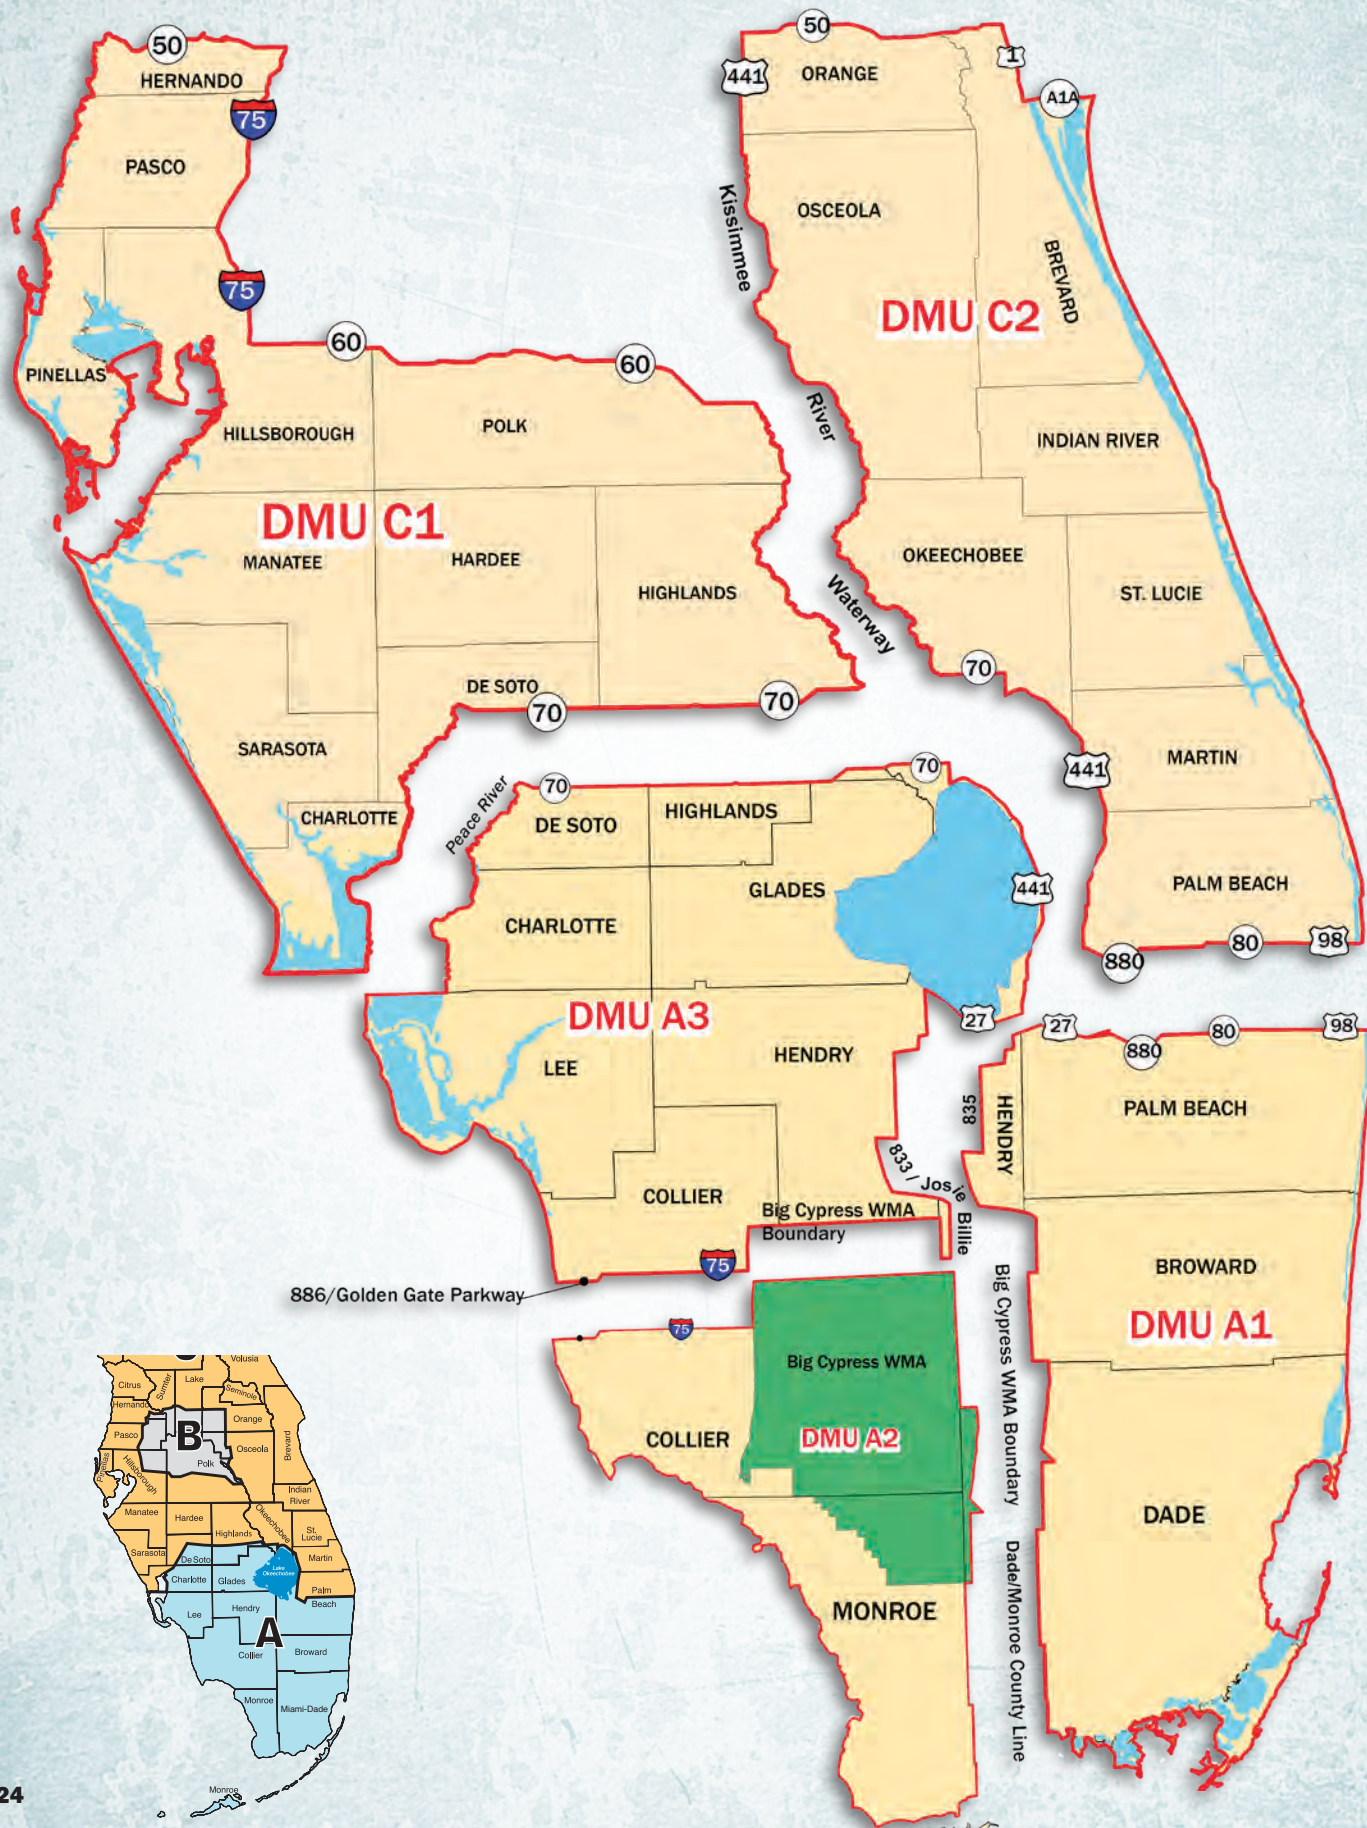 50
HERNANDO
75
PASCO
75
60
60
PINELLAS
HILLSBOROUGH
POLK
DMU C1
MANATEE
HARDEE
HIGHLANDS
DE SOTO
70
70
SARASOTA
CHARLOTTE
50
441
ORANGE
1
A1A
Kissimmee
OSCEOLA
BREVARD
DMU C2
River
INDIAN RIVER
OKEECHOBEE
Waterway
ST. LUCIE
70
441
MARTIN
PALM BEACH
880
80
98
Peace River
70
70
DE SOTO
HIGHLANDS
GLADES
441
CHARLOTTE
DMU A3
27
LEE
HENDRY
833 / Josie Billie
COLLIER
Big Cypress WMA
Boundary
75
886/Golden Gate Parkway
27
880
80
98
835
HENDRY
PALM BEACH
BROWARD
DMU A1
Big Cypress WMA Boundary
DADE
Dade/Monroe County Line
75
Big Cypress WMA
COLLIER
DMU A2
MONROE
Volusia
Citrus
Sumter
Lake
Seminole
Hernando
Orange
Pasco
B
Osceola
Brevard
Polk
Pinellas
Hillsborough
Indian
River
Manatee
Hardee
Okeechobee
Highlands
St.
Lucie
Sarasota
DeSoto
Martin
Lake
Okeechobee
Charlotte
Glades
Palm
Beach
Lee
Hendry
A
Collier
Broward
Monroe
Miami-Dade
Monroe
24